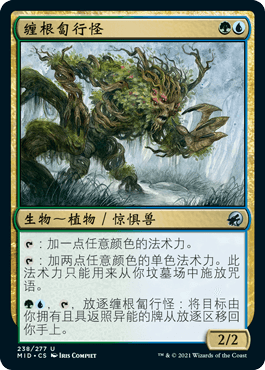 缠根匍行怪
生物～植物／惊惧兽
：加一点任意颜色的法术力。
：加两点任意颜色的单色法术力。此
法术力只能用来从你坟墓场中施放咒
语。
，，放逐缠根匍行怪：将目标由
你拥有且具返照异能的牌从放逐区移回
你手上。
2/2
238/277 U
MID • CS IRIS COMPIET
™ & © 2021 Wizards of the Coast